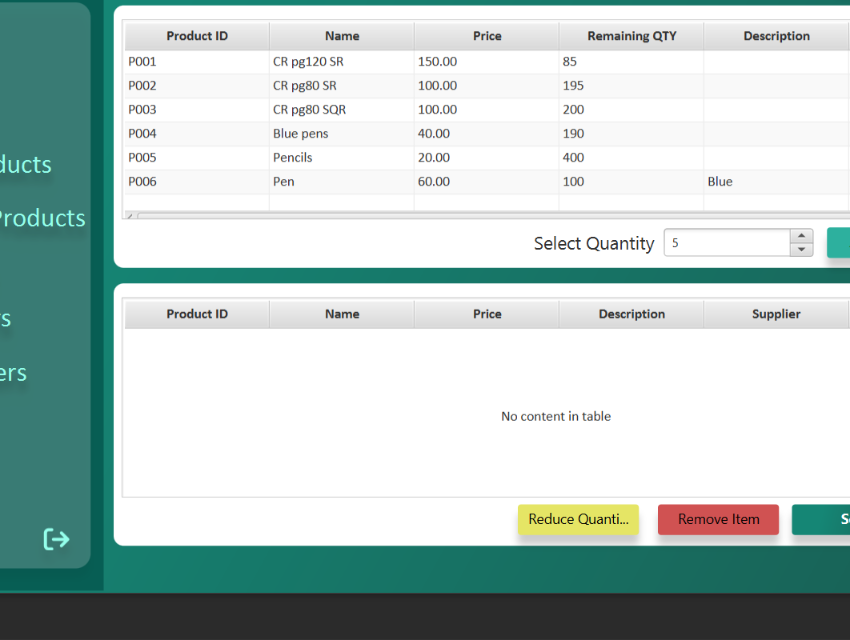 ducts
Products
s
ers
Product ID Name Price Remaining QTY Description
P001 CR pg120 SR 150.00 85
P002 CR pg80 SR 100.00 195
P003 CR pg80 SQR 100.00 200
P004 Blue pens 40.00 190
P005 Pencils 20.00 400
P006 Pen 60.00 100 Blue
Select Quantity 5
Product ID Name Price Description Supplier
No content in table
Reduce Quanti... Remove Item S